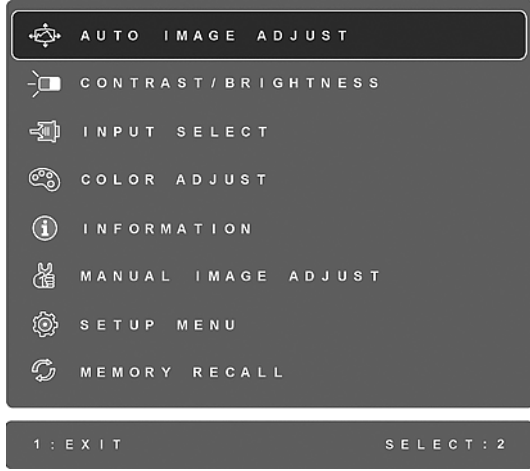 AUTO IMAGE ADJUST
CONTRAST/BRIGHTNESS
INPUT SELECT
COLOR ADJUST
INFORMATION
MANUAL IMAGE ADJUST
SETUP MENU
MEMORY RECALL
1:EXIT SELECT:2